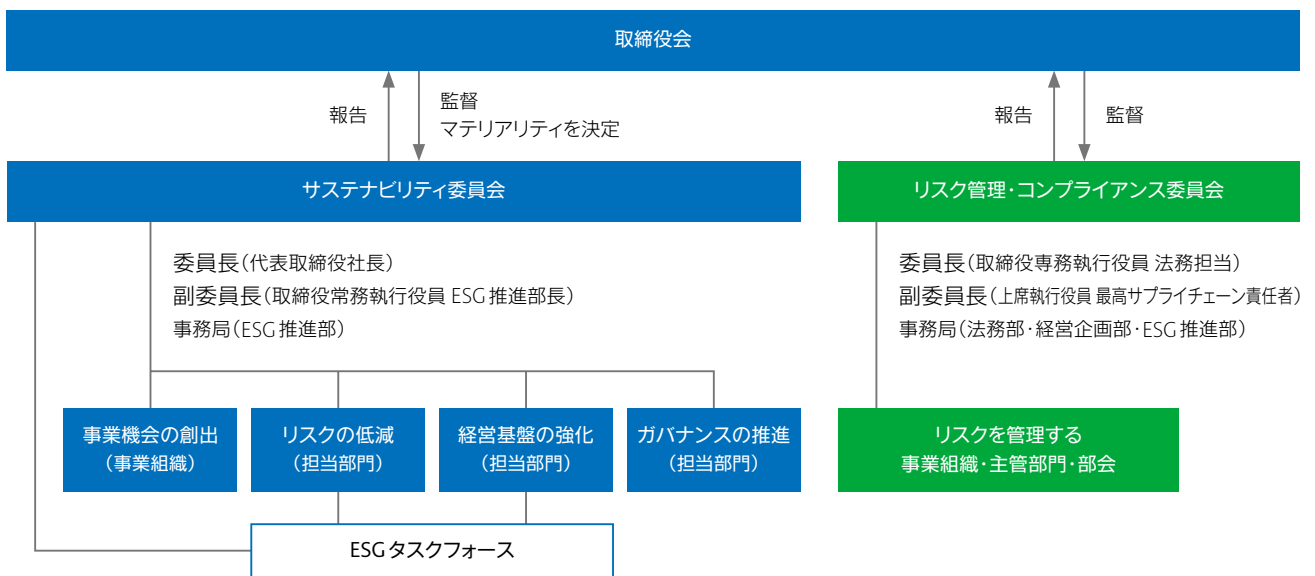 取締役会
報告
監督
マテリアリティを決定
報告
監督
サステナビリティ委員会
リスク管理・コンプライアンス委員会
委員長(代表取締役社長)
副委員長(取締役常務執行役員 ESG推進部長)
事務局(ESG推進部)
委員長(取締役専務執行役員 法務担当)
副委員長(上席執行役員 最高サプライチェーン責任者)
事務局(法務部・経営企画部・ESG推進部)
事業機会の創出
(事業組織)
リスクの低減
(担当部門)
経営基盤の強化
(担当部門)
ガバナンスの推進
(担当部門)
リスクを管理する
事業組織・主管部門・部会
ESGタスクフォース